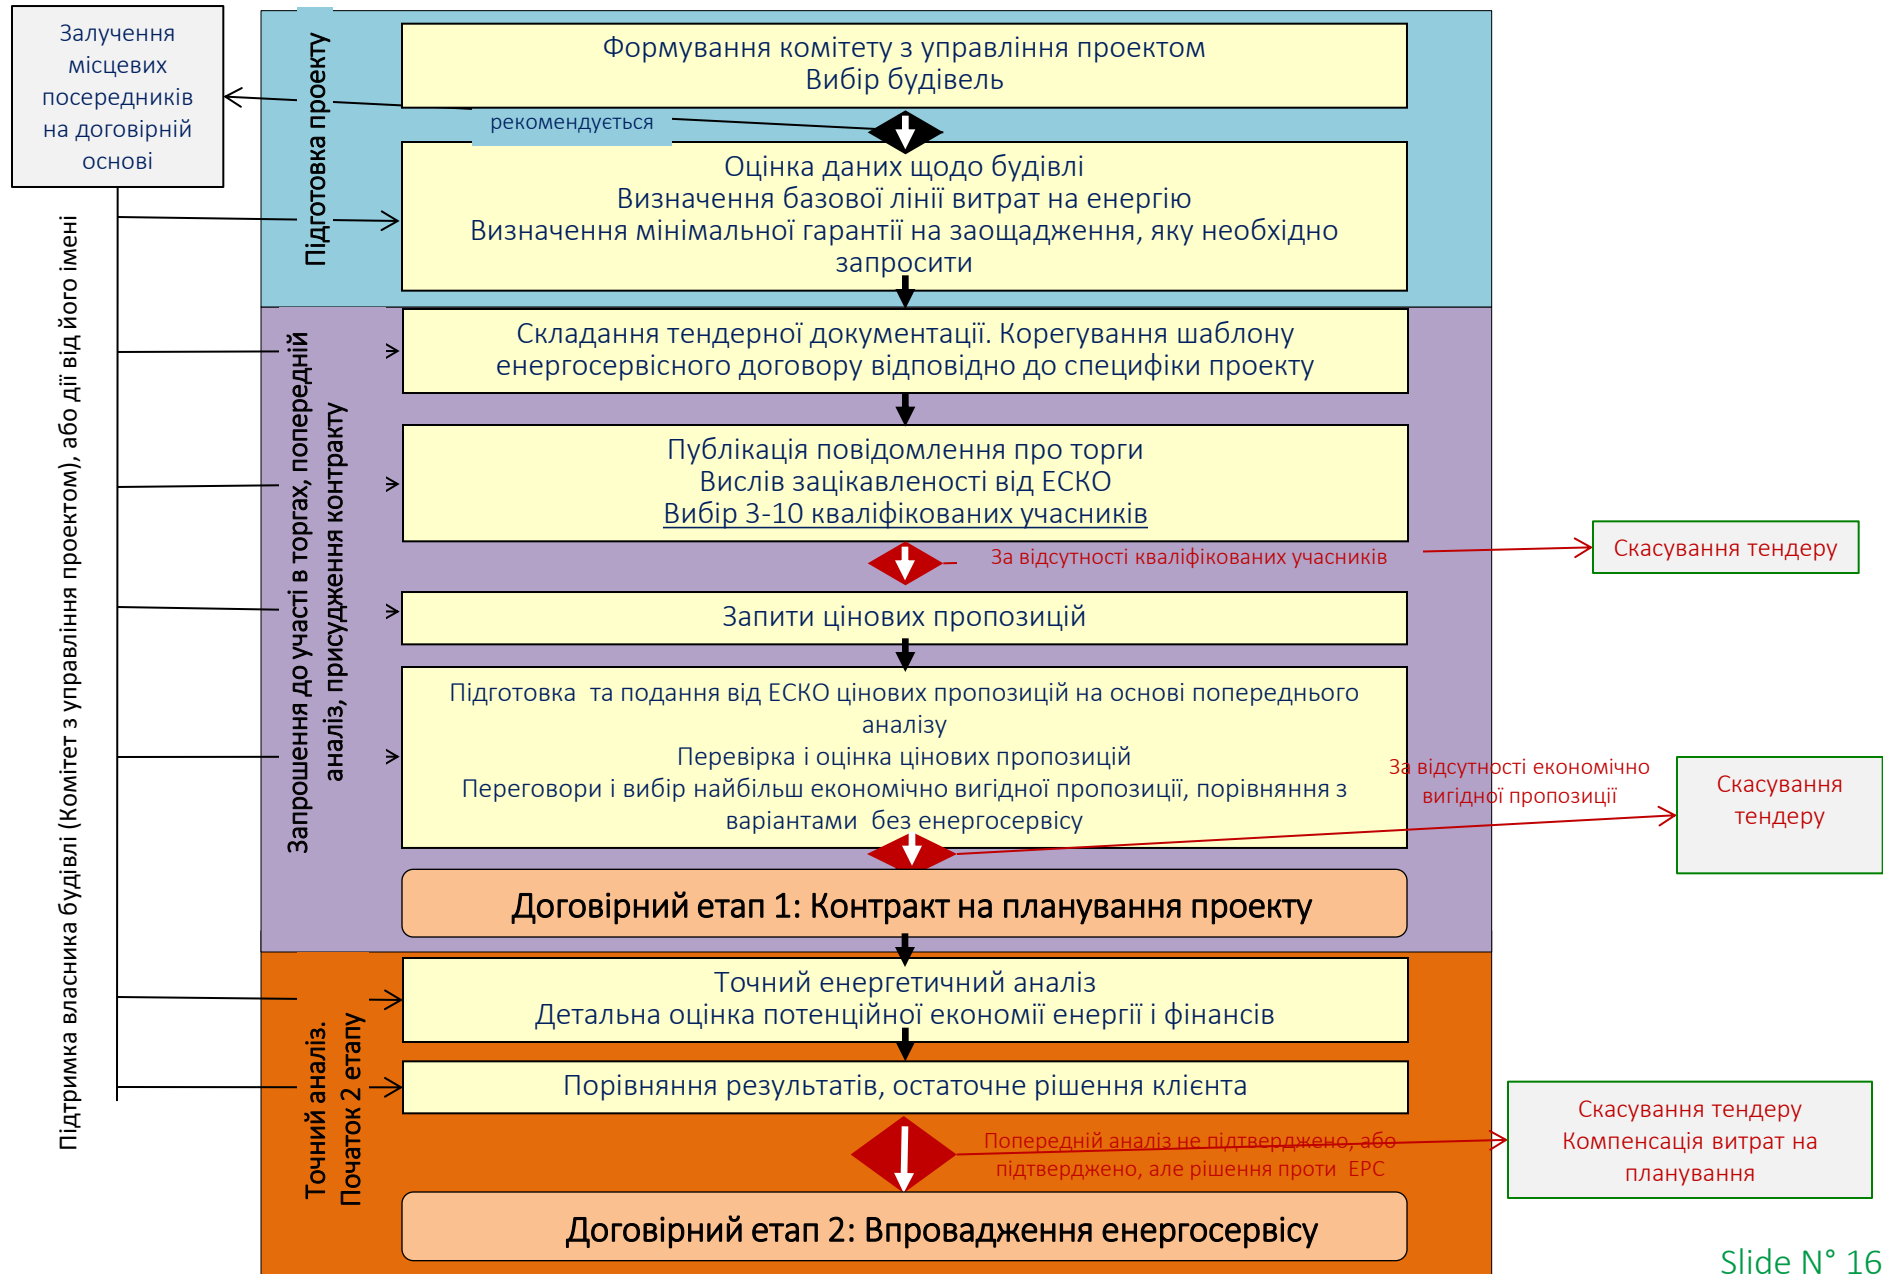 Залучення
місцевих
посередників
на договірній
основі
Підтримка власника будівлі (Комітет з управління проектом), або дії від його імені
Підготовка проекту
Формування комітету з управління проектом
Вибір будівель
рекомендується
Оцінка даних щодо будівлі
Визначення базової лінії витрат на енергію
Визначення мінімальної гарантії на заощадження, яку необхідно
запросити
Запрошення до участі в торгах, попередній
аналіз, присудження контракту
Складання тендерної документації. Корегування шаблону
енергосервісного договору відповідно до специфіки проекту
Публікація повідомлення про торги
Вислів зацікавленості від ЕСКО
Вибір 3-10 кваліфікованих учасників
За відсутності кваліфікованих учасників
Скасування тендеру
Запити цінових пропозицій
Підготовка  та подання від ЕСКО цінових пропозицій на основі попереднього
аналізу
Перевірка і оцінка цінових пропозицій
Переговори і вибір найбільш економічно вигідної пропозиції, порівняння з
варіантами  без енергосервісу
За відсутності економічно
вигідної пропозиції
Скасування
тендеру
Договірний етап 1: Контракт на планування проекту
Точний аналіз.
Початок 2 етапу
Точний енергетичний аналіз
Детальна оцінка потенційної економії енергії і фінансів
Порівняння результатів, остаточне рішення клієнта
Попередній аналіз не підтверджено, або
підтверджено, але рішення проти  EPC
Скасування тендеру
Компенсація витрат на
планування
Договірний етап 2: Впровадження енергосервісу
Slide N° 16